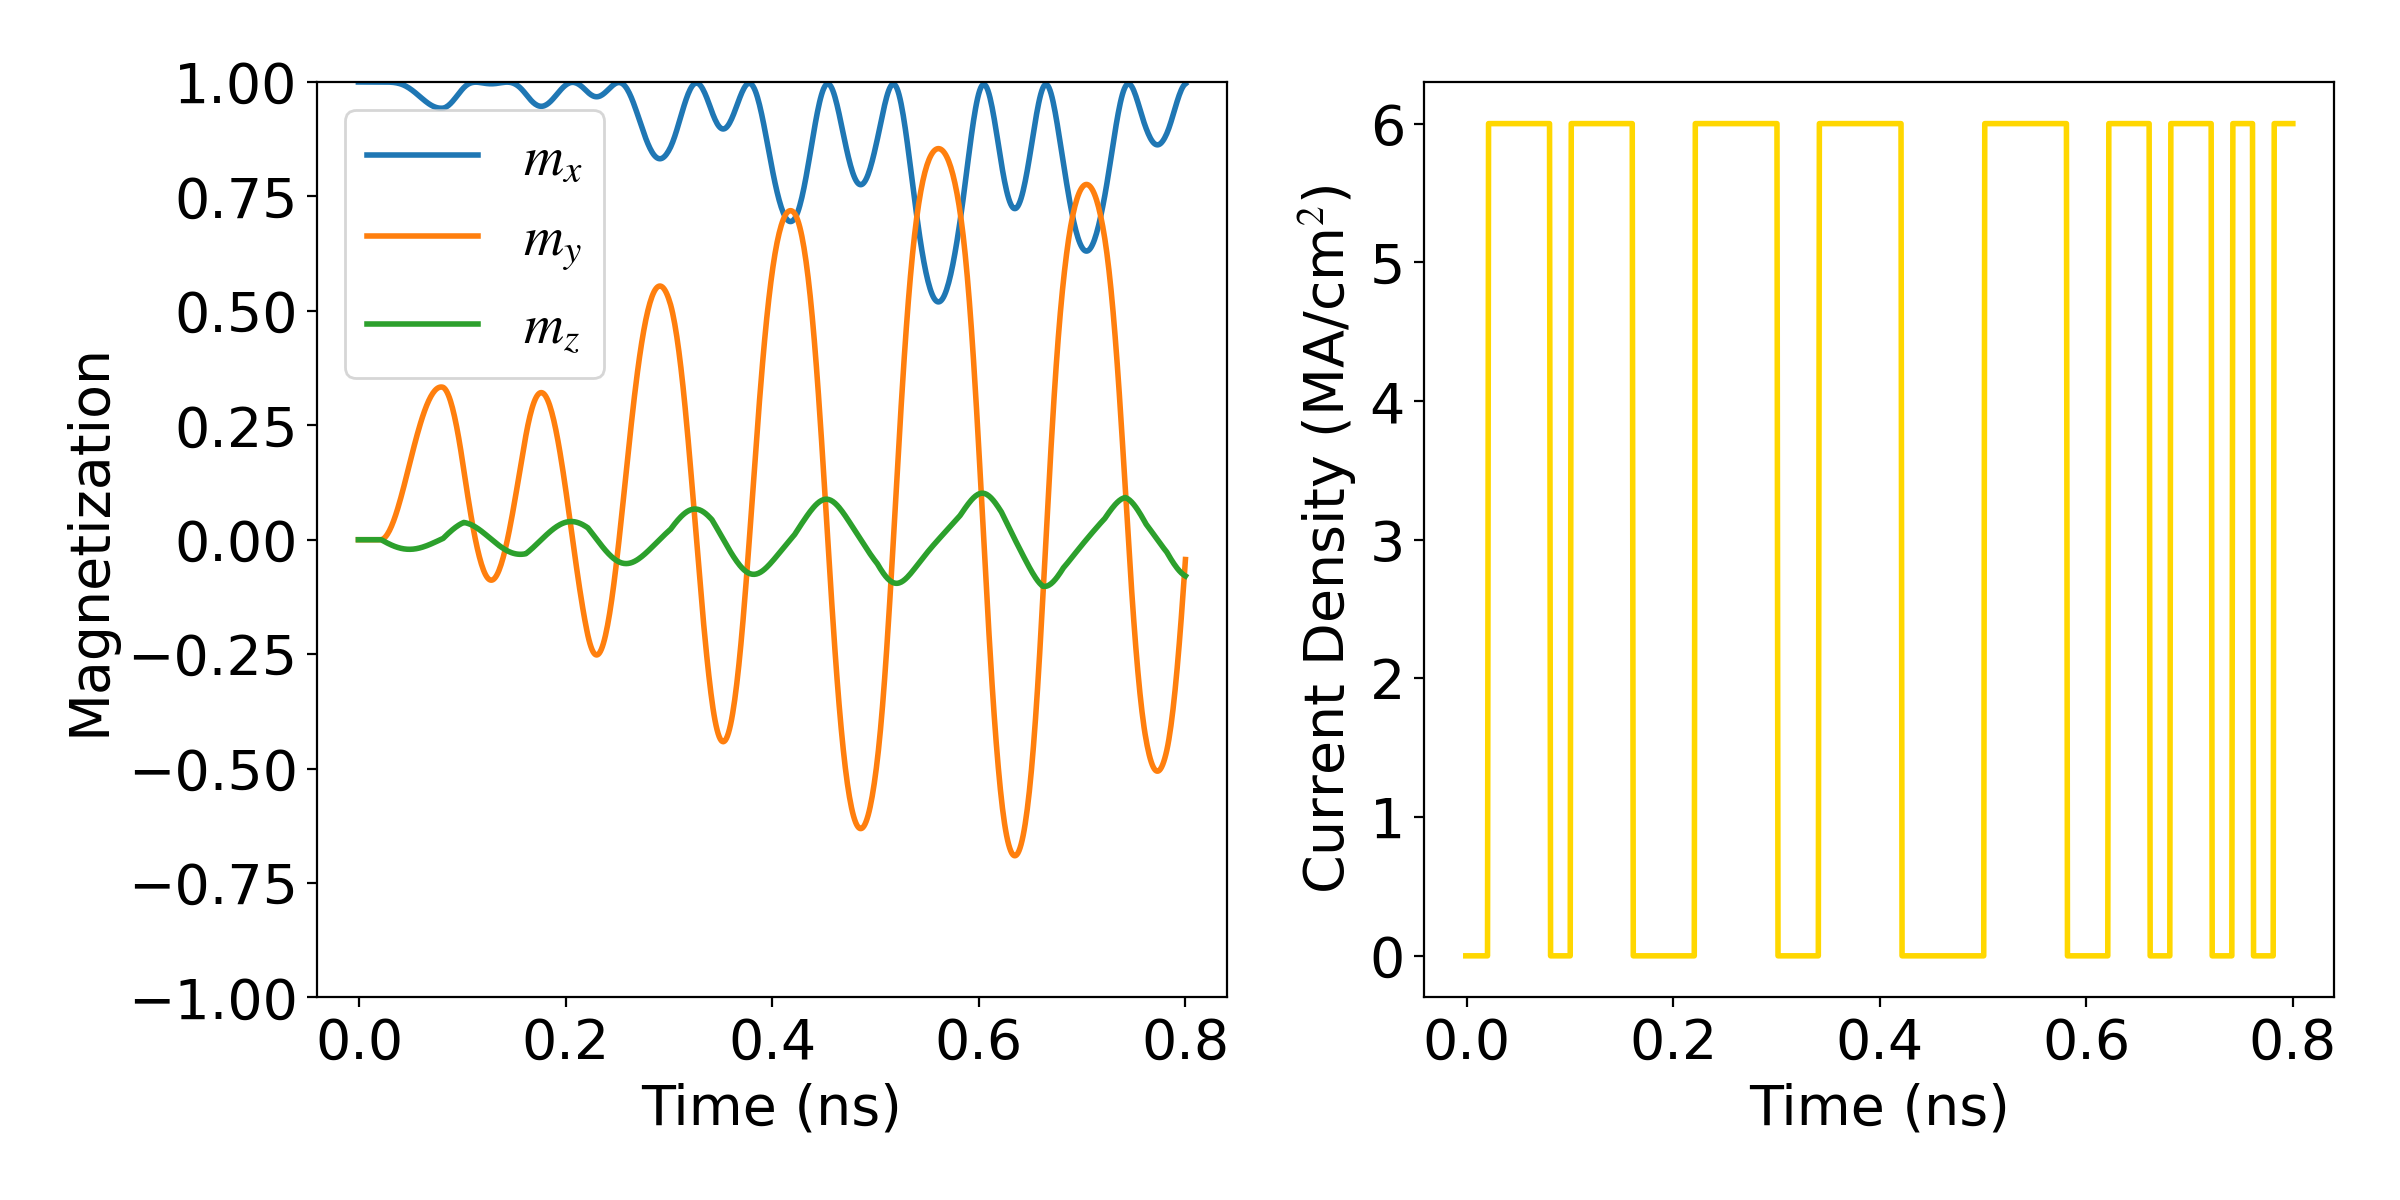 Magnetization
1.00
0.75
0.50
0.25
0.00
−0.25
−0.50
−0.75
−1.00
m_x
m_y
m_z
0.0 0.2 0.4 0.6 0.8
Time (ns)
Current Density (MA/cm²)
6
5
4
3
2
1
0
0.0 0.2 0.4 0.6 0.8
Time (ns)